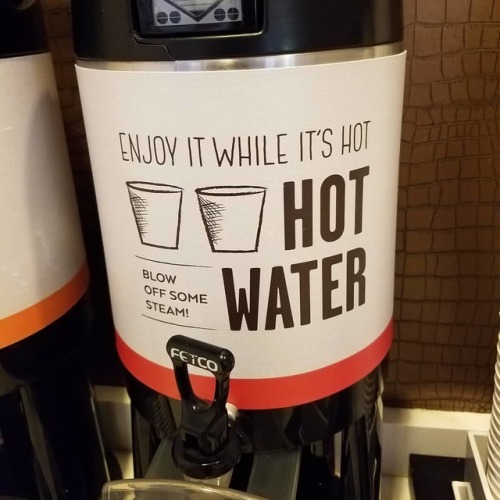 ENJOY IT WHILE IT'S HOT
HOT
WATER
BLOW
OFF SOME
STEAM!
FETCO